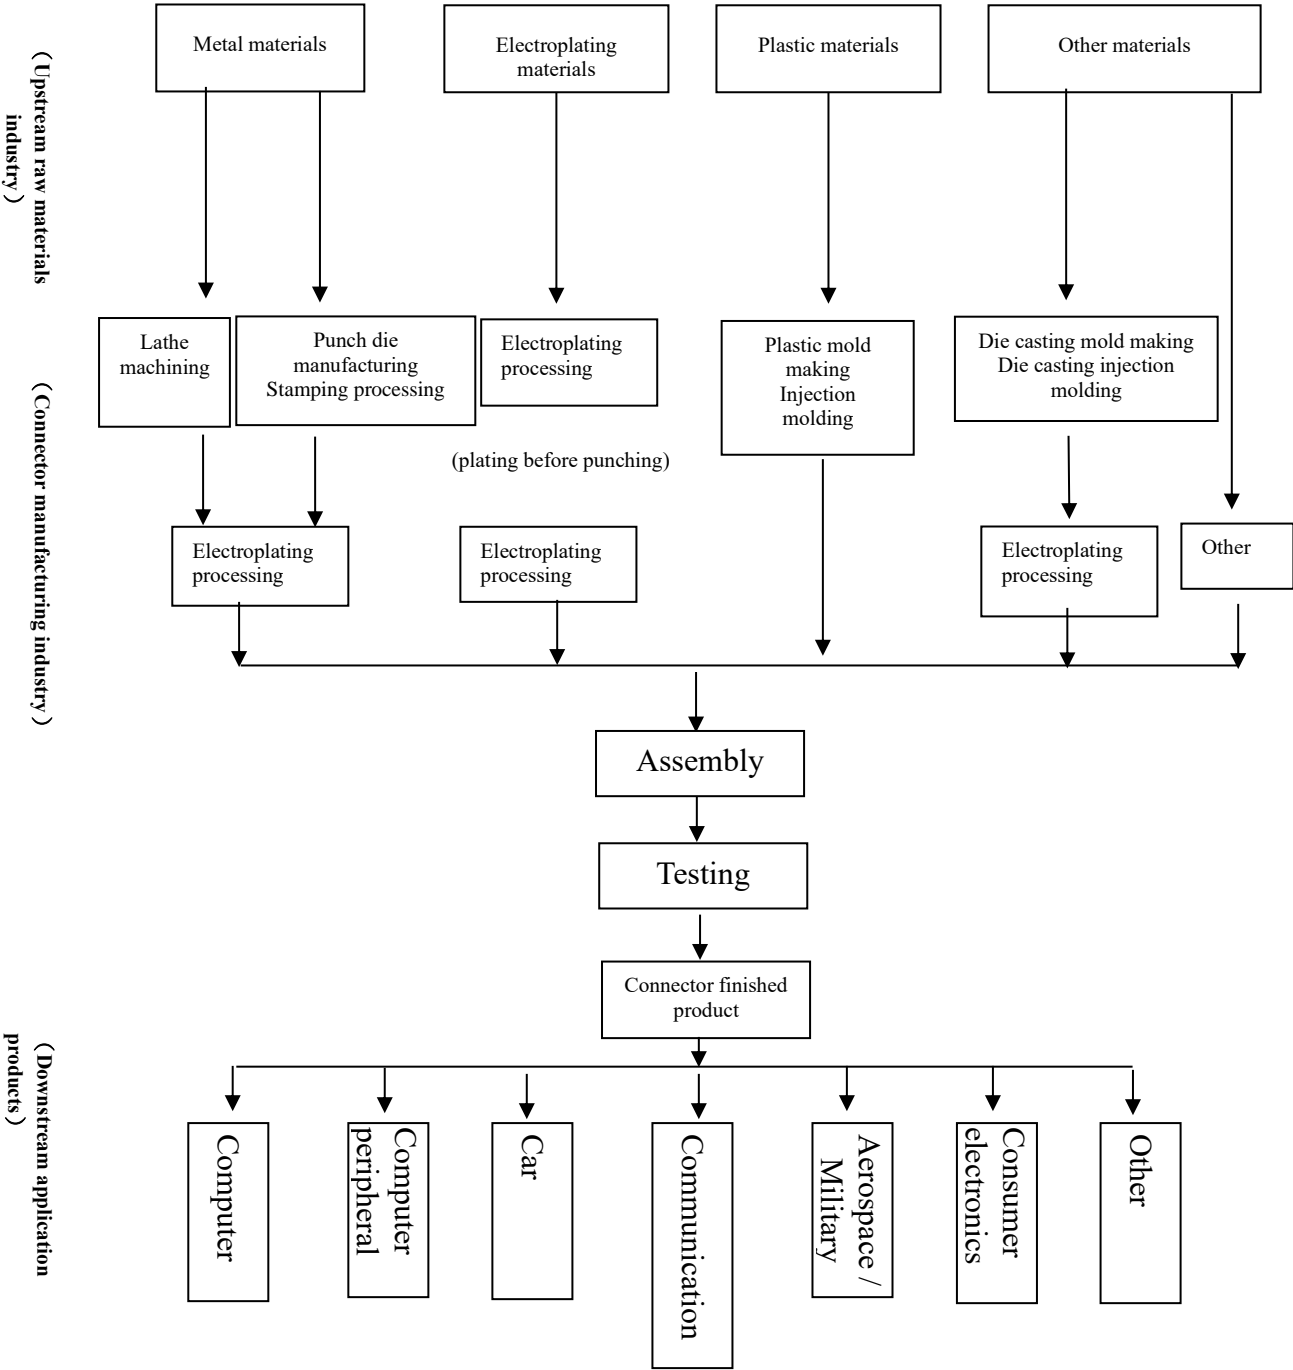 Metal materials
Electroplating
materials
Plastic materials
Other materials
（Upstream raw materials
industry）
Lathe
machining
Punch die
manufacturing
Stamping processing
Electroplating
processing
Plastic mold
making
Injection
molding
Die casting mold making
Die casting injection
molding
(plating before punching)
（Connector manufacturing industry）
Electroplating
processing
Electroplating
processing
Electroplating
processing
Other
Assembly
Testing
Connector finished
product
（Downstream application
products）
Computer
Computer
peripheral
Car
Communication
Aerospace /
Military
Consumer
electronics
Other